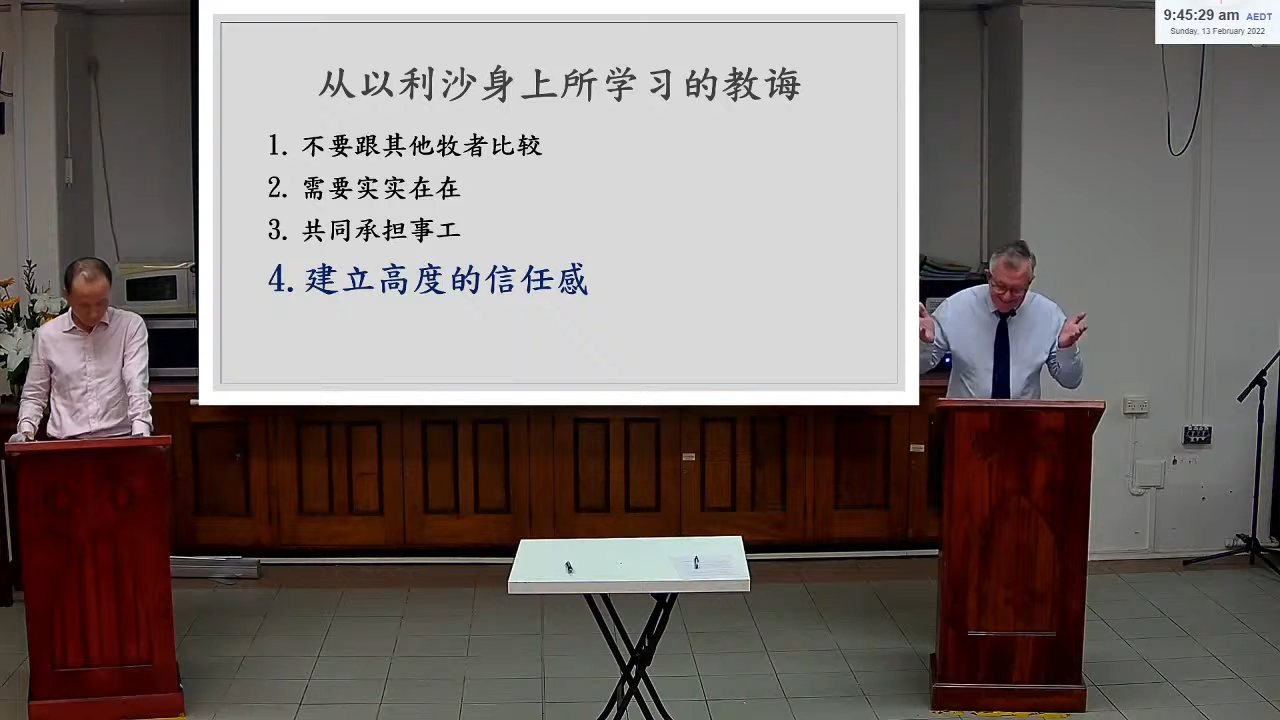 9:45:29 am AEDT
Sunday, 13 February 2022
从以利沙身上所学习的教诲
1. 不要跟其他牧者比较
2. 需要实实在在
3. 共同承担事工
4. 建立高度的信任感